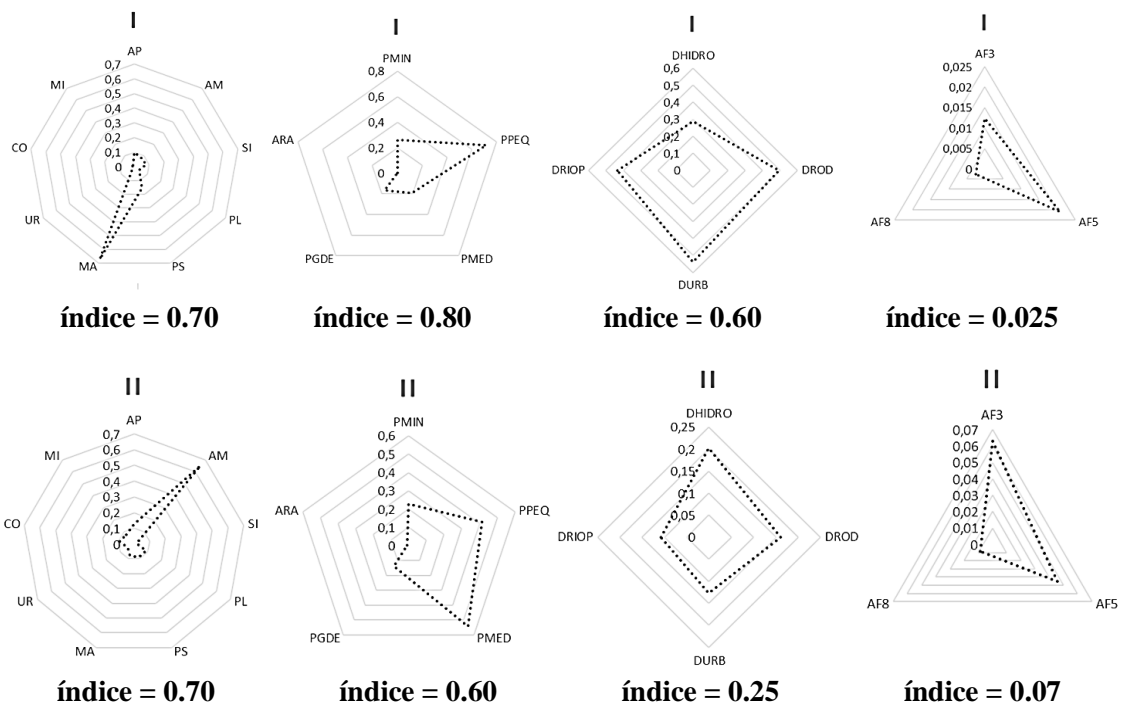 I
AP
0,7
0,6
0,5
0,4
0,3
0,2
0,1
0
AM
SI
PL
PS
MA
UR
CO
MI
I
PMIN
0,8
0,6
0,4
0,2
0
PPEQ
PMED
PGDE
ARA
I
DHIDRO
0,6
0,5
0,4
0,3
0,2
0,1
0
DROD
DURB
DRIOP
I
AF3
0,025
0,02
0,015
0,01
0,005
0
AF5
AF8
índice = 0.70
índice = 0.80
índice = 0.60
índice = 0.025
II
AP
0,7
0,6
0,5
0,4
0,3
0,2
0,1
0
AM
SI
PL
PS
MA
UR
CO
MI
II
PMIN
0,6
0,5
0,4
0,3
0,2
0,1
0
PPEQ
PMED
PGDE
ARA
II
DHIDRO
0,25
0,2
0,15
0,1
0,05
0
DROD
DURB
DRIOP
II
AF3
0,07
0,06
0,05
0,04
0,03
0,02
0,01
0
AF5
AF8
índice = 0.70
índice = 0.60
índice = 0.25
índice = 0.07